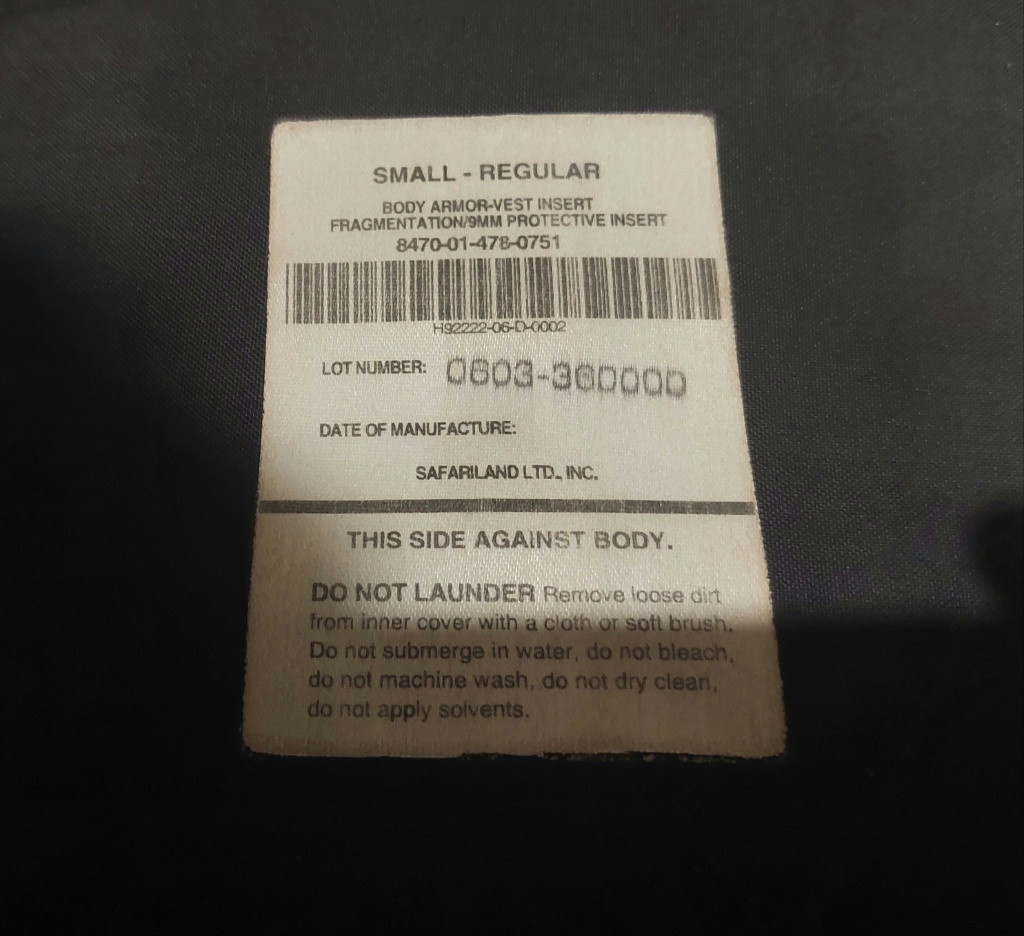 SMALL - REGULAR
BODY ARMOR-VEST INSERT
FRAGMENTATION/9MM PROTECTIVE INSERT
8470-01-478-0751
H92222-06-D-0002
LOT NUMBER: 0603-360000
DATE OF MANUFACTURE:
SAFARILAND LTD., INC.
THIS SIDE AGAINST BODY.
DO NOT LAUNDER Remove loose dirt
from inner cover with a cloth or soft brush.
Do not submerge in water, do not bleach,
do not machine wash, do not dry clean,
do not apply solvents.